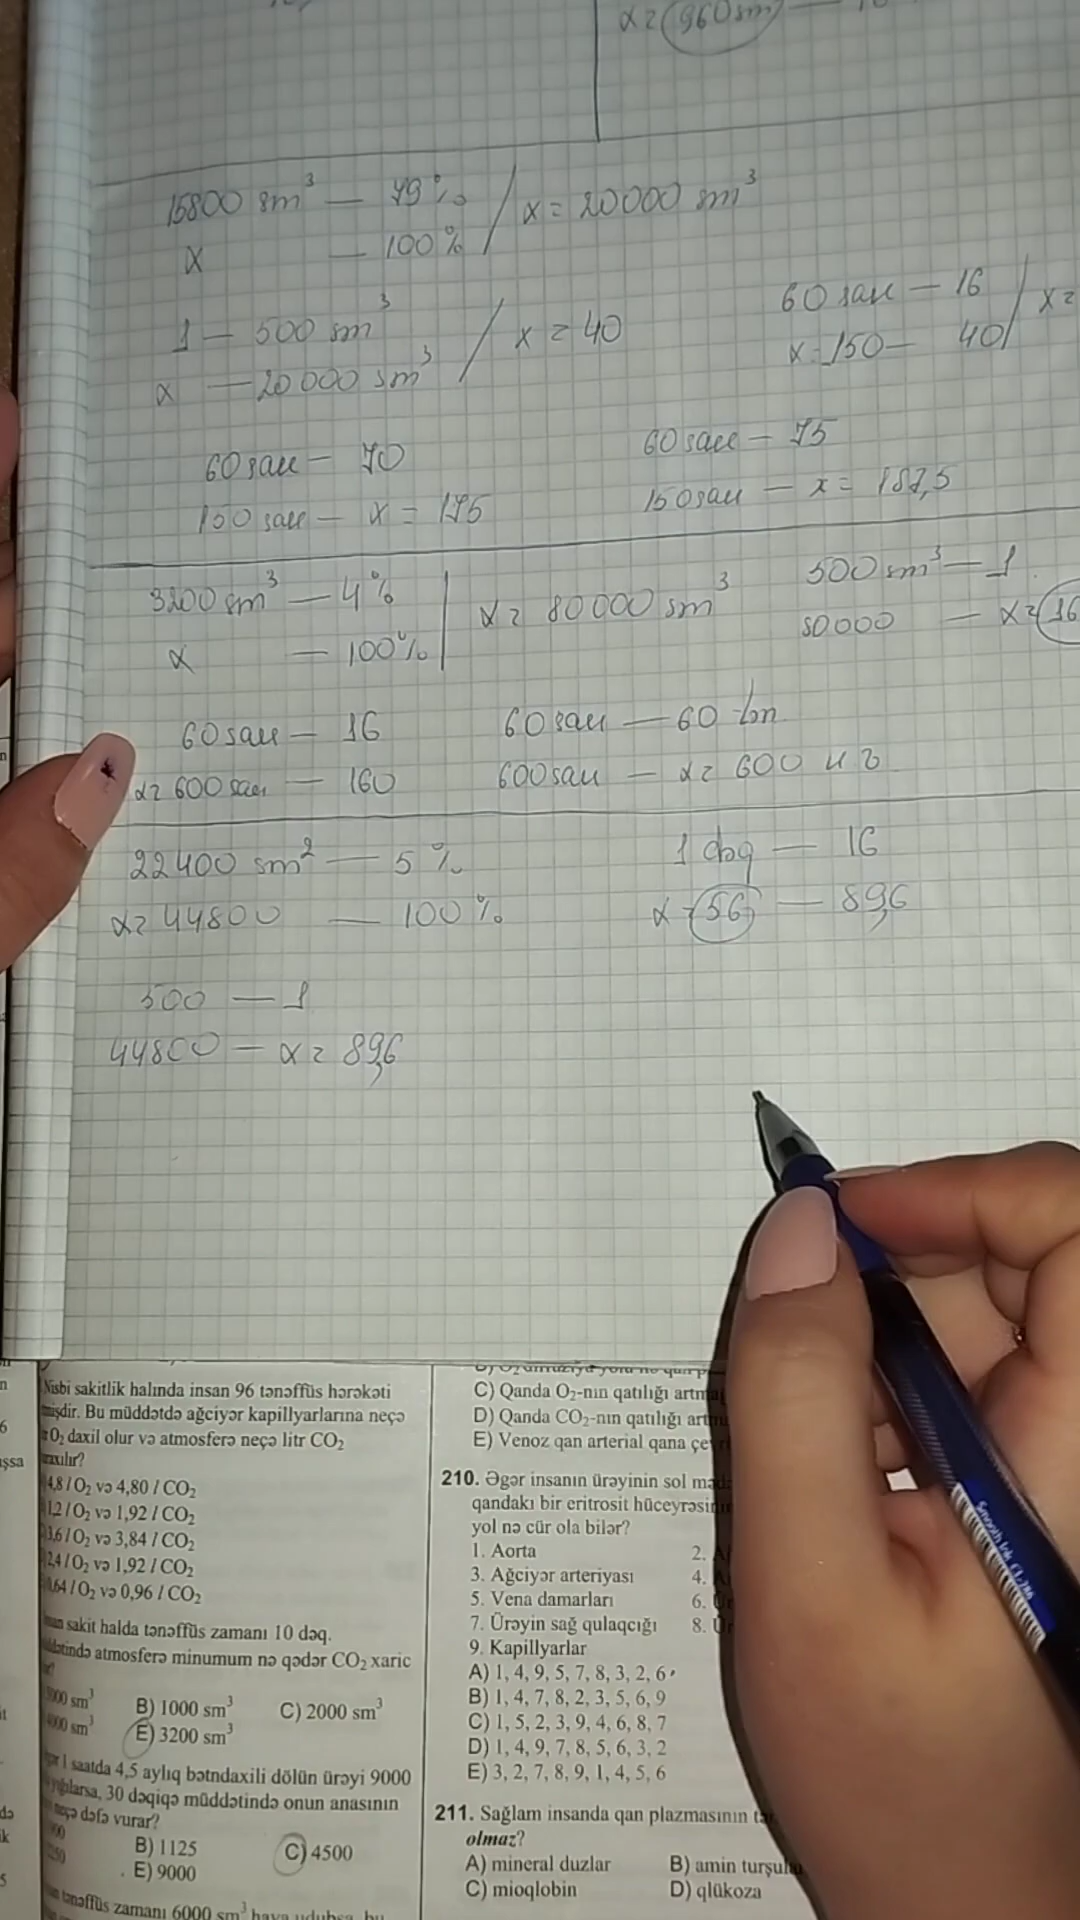 x=960sm
15800 sm³ — 79% / x=20000 sm³
x — 100%
1 — 500 sm³ / x=40
x — 20000 sm³
60 san — 16 / x=
x=150 — 40
60 san — 70
150 san — x = 175
60 san — 75
150 san — x = 187,5
3200 sm³ — 4% | x=80000 sm³
x — 100%
500 sm³ — 1
80000 — x=16
60 san — 16
x=600 san — 160
60 san — 60
600 san — x=600
22400 sm² — 5%
x=44800 — 100%
1 dəq — 16
x-56 — 89,6
500 — 1
44800 — x=89,6
Nisbi sakitlik halında insan 96 tənəffüs hərəkəti
Bu müddətdə ağciyər kapillyarlarına neçə
O₂ daxil olur və atmosferə neçə litr CO₂
4,8 l O₂ və 4,80 l CO₂
1,2 l O₂ və 1,92 l CO₂
3,6 l O₂ və 3,84 l CO₂
2,4 l O₂ və 1,92 l CO₂
0,64 l O₂ və 0,96 l CO₂
sakit halda tənəffüs zamanı 10 dəq.
atmosferə minumum nə qədər CO₂ xaric
B) 1000 sm³ C) 2000 sm³
E) 3200 sm³
1 saatda 4,5 aylıq bətndaxili dölün ürəyi 9000
30 dəqiqə müddətində onun anasının
neçə dəfə vurar?
B) 1125 C) 4500
E) 9000
tənəffüs zamanı 6000 sm³ hava
C) Qanda O₂-nın qatılığı
D) Qanda CO₂-nın qatılığı
E) Venoz qan arterial qana
210. Əgər insanın ürəyinin sol
qandakı bir eritrosit
yol nə cür ola bilər?
1. Aorta 2.
3. Ağciyər arteriyası 4.
5. Vena damarları 6.
7. Ürəyin sağ qulaqcığı 8.
9. Kapillyarlar
A) 1, 4, 9, 5, 7, 8, 3, 2, 6
B) 1, 4, 7, 8, 2, 3, 5, 6, 9
C) 1, 5, 2, 3, 9, 4, 6, 8, 7
D) 1, 4, 9, 7, 8, 5, 6, 3, 2
E) 3, 2, 7, 8, 9, 1, 4, 5, 6
211. Sağlam insanda qan plazmasının
olmaz?
A) mineral duzlar B) amin
C) mioqlobin D) qlükoza
Smooth Ink